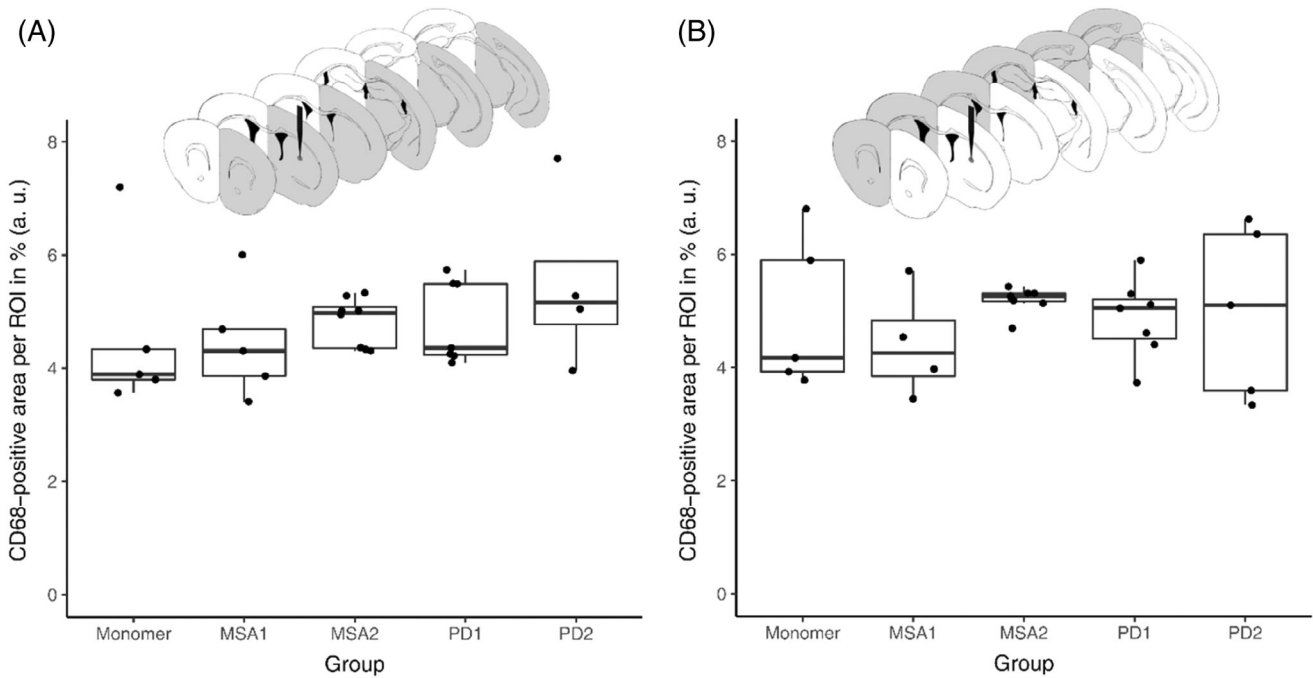 (A)
CD68–positive area per ROI in % (a. u.)
8
6
4
2
0
Monomer MSA1 MSA2 PD1 PD2
Group
(B)
CD68–positive area per ROI in % (a. u.)
8
6
4
2
0
Monomer MSA1 MSA2 PD1 PD2
Group